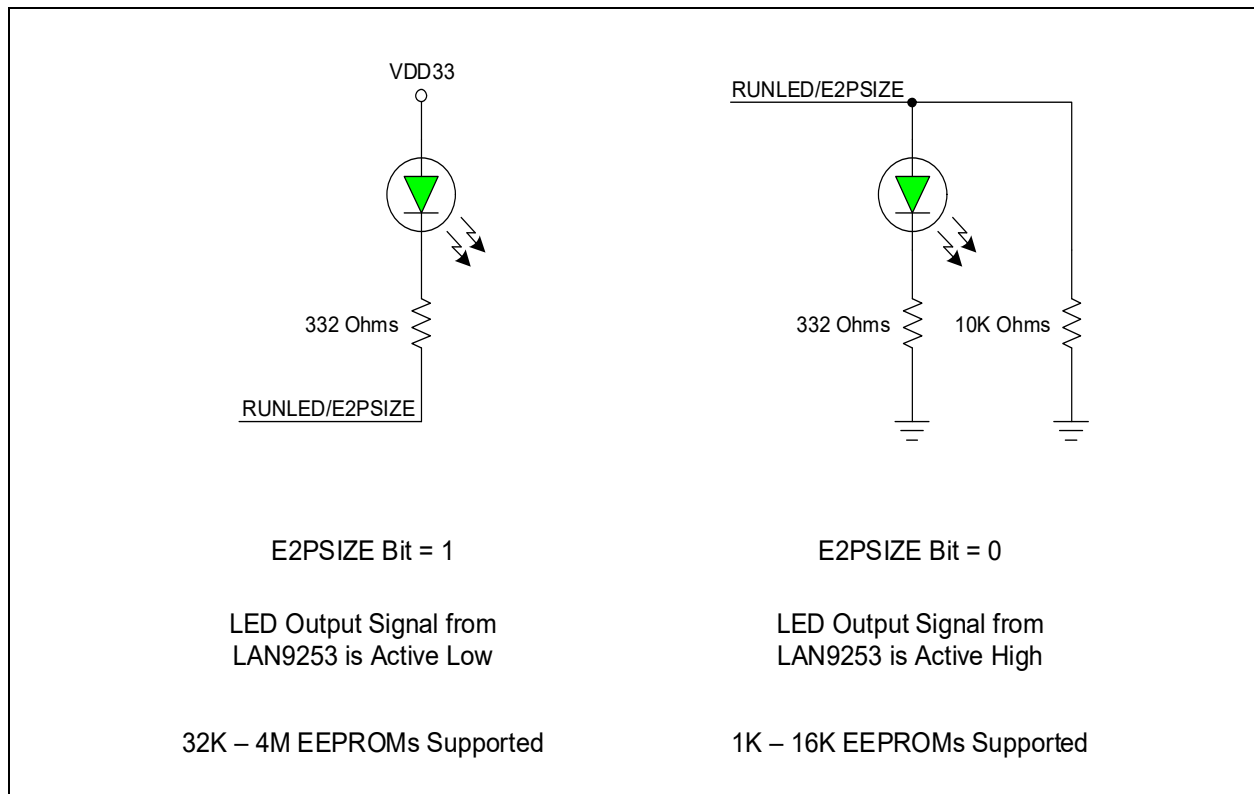 VDD33
332 Ohms
RUNLED/E2PSIZE
E2PSIZE Bit = 1
LED Output Signal from
LAN9253 is Active Low
32K – 4M EEPROMs Supported
RUNLED/E2PSIZE
332 Ohms
10K Ohms
E2PSIZE Bit = 0
LED Output Signal from
LAN9253 is Active High
1K – 16K EEPROMs Supported